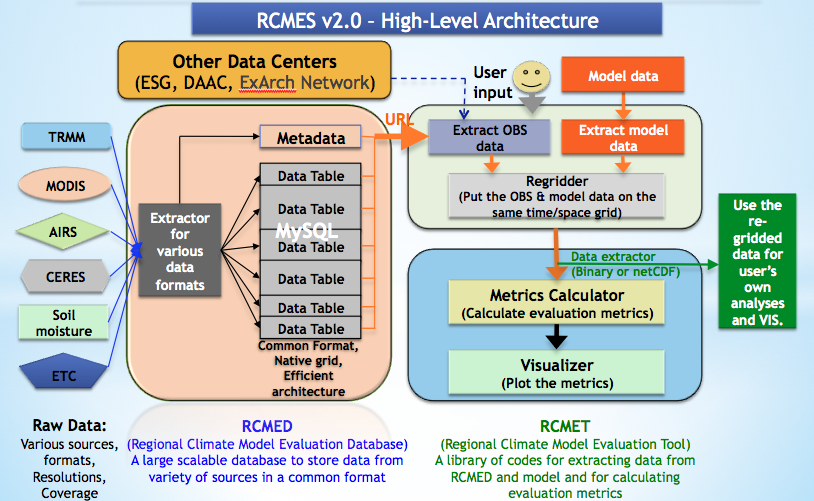 RCMES v2.0 - High-Level Architecture
Other Data Centers
(ESG, DAAC, ExArch Network)
User
input
Model data
URL
TRMM
MODIS
AIRS
CERES
Soil
moisture
ETC
Extractor
for
various
data
formats
Metadata
Data Table
Data Table
MySQL
Data Table
Data Table
Data Table
Data Table
Common Format,
Native grid,
Efficient
architecture
Extract OBS
data
Extract model
data
Regridder
(Put the OBS & model data on the
same time/space grid)
Data extractor
(Binary or netCDF)
Metrics Calculator
(Calculate evaluation metrics)
Visualizer
(Plot the metrics)
Use the
re-
gridded
data for
user's
own
analyses
and VIS.
Raw Data:
Various sources,
formats,
Resolutions,
Coverage
RCMED
(Regional Climate Model Evaluation Database)
A large scalable database to store data from
variety of sources in a common format
RCMET
(Regional Climate Model Evaluation Tool)
A library of codes for extracting data from
RCMED and model and for calculating
evaluation metrics